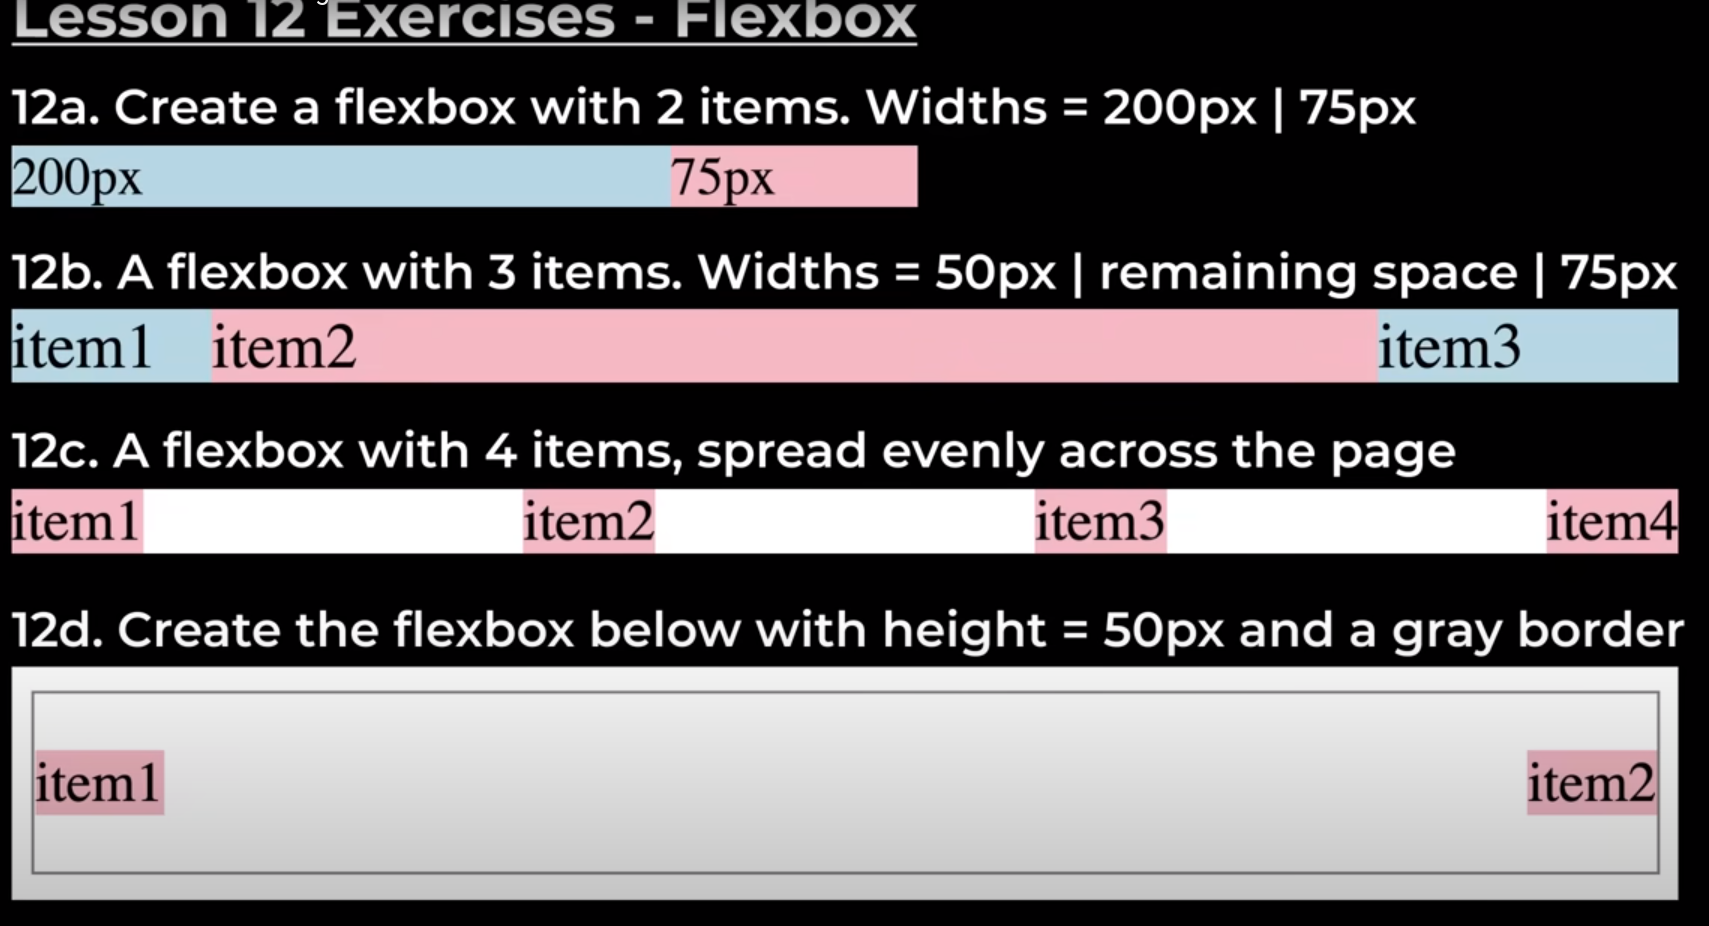 Lesson 12 Exercises - Flexbox
12a. Create a flexbox with 2 items. Widths = 200px | 75px
200px 75px
12b. A flexbox with 3 items. Widths = 50px | remaining space | 75px
item1 item2 item3
12c. A flexbox with 4 items, spread evenly across the page
item1 item2 item3 item4
12d. Create the flexbox below with height = 50px and a gray border
item1 item2